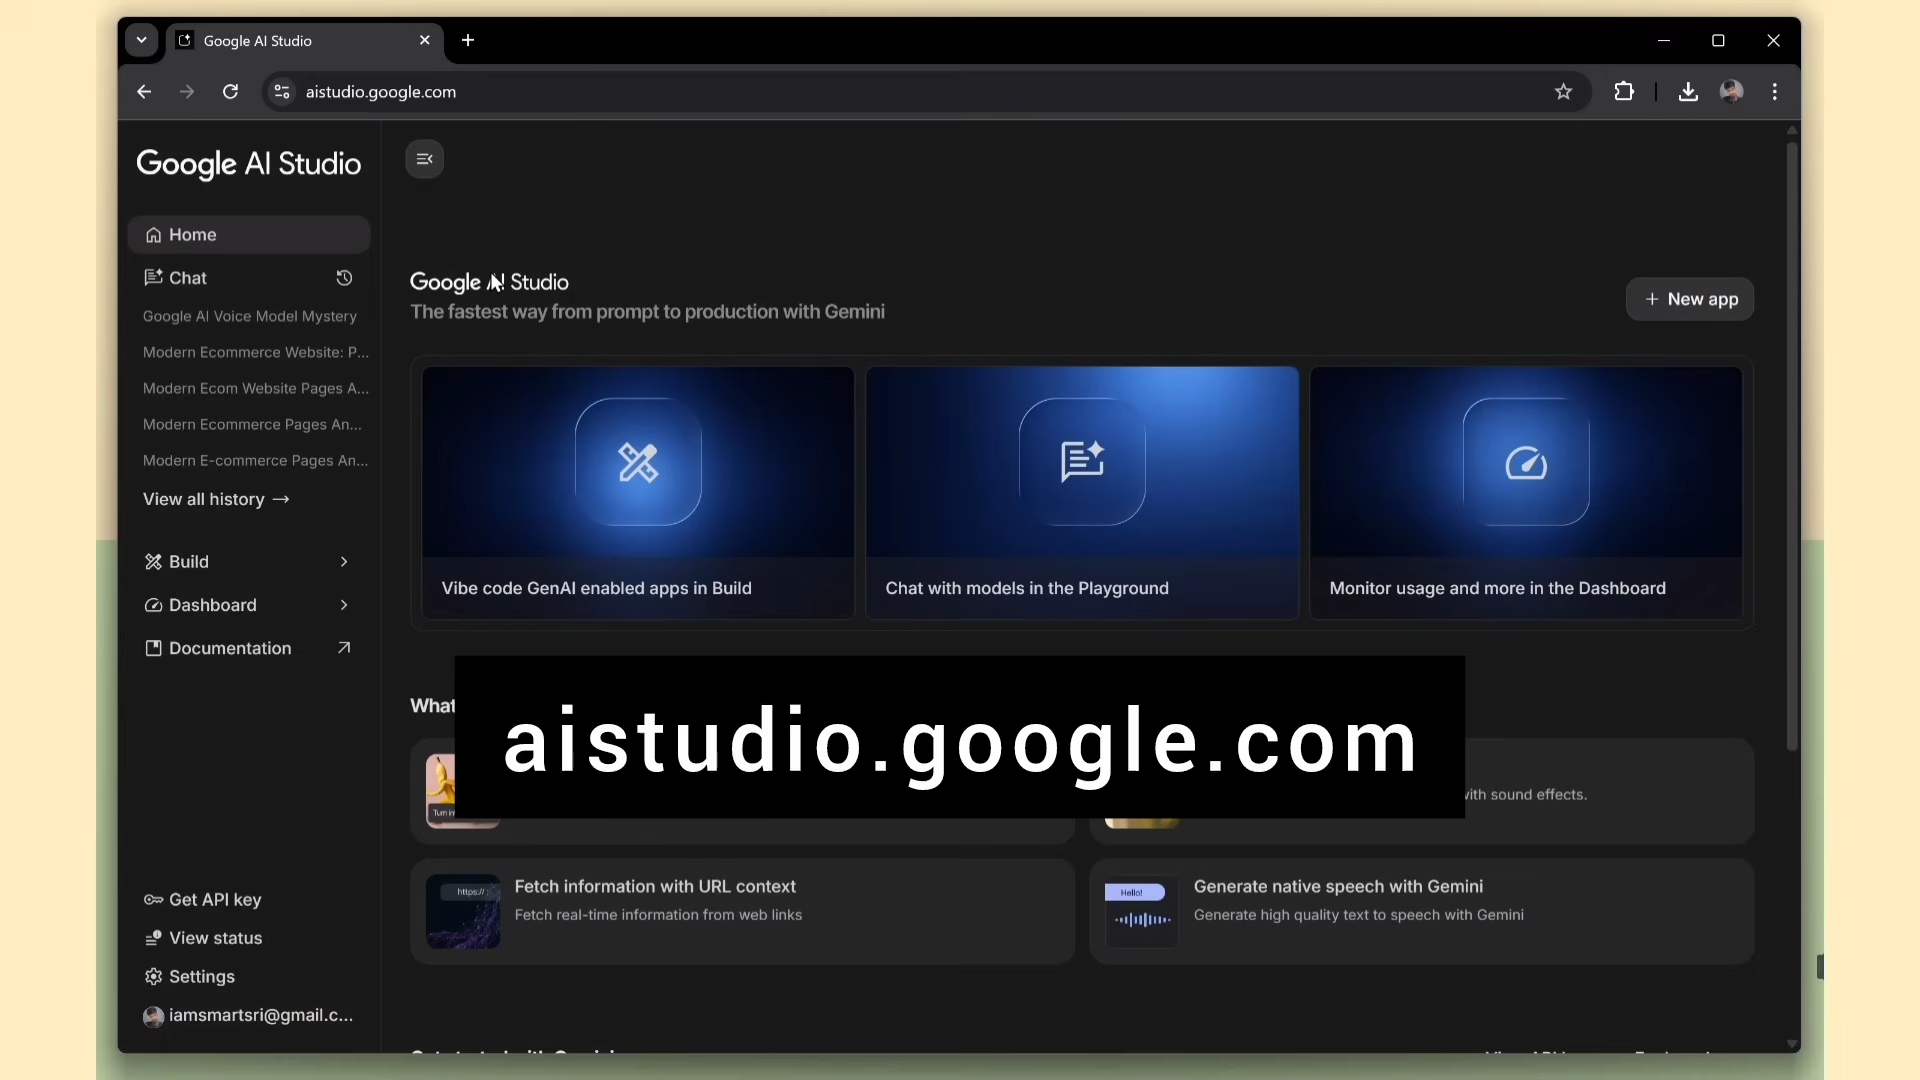 Google AI Studio
aistudio.google.com
Google AI Studio
Home
Chat
Google AI Voice Model Mystery
Modern Ecommerce Website: P...
Modern Ecom Website Pages A...
Modern Ecommerce Pages An...
Modern E-commerce Pages An...
View all history →
Build
Dashboard
Documentation
Get API key
View status
Settings
iamsmartsri@gmail.c...
Google AI Studio
The fastest way from prompt to production with Gemini
+ New app
Vibe code GenAI enabled apps in Build
Chat with models in the Playground
Monitor usage and more in the Dashboard
What
aistudio.google.com
with sound effects.
https://
Fetch information with URL context
Fetch real-time information from web links
Hello!
Generate native speech with Gemini
Generate high quality text to speech with Gemini